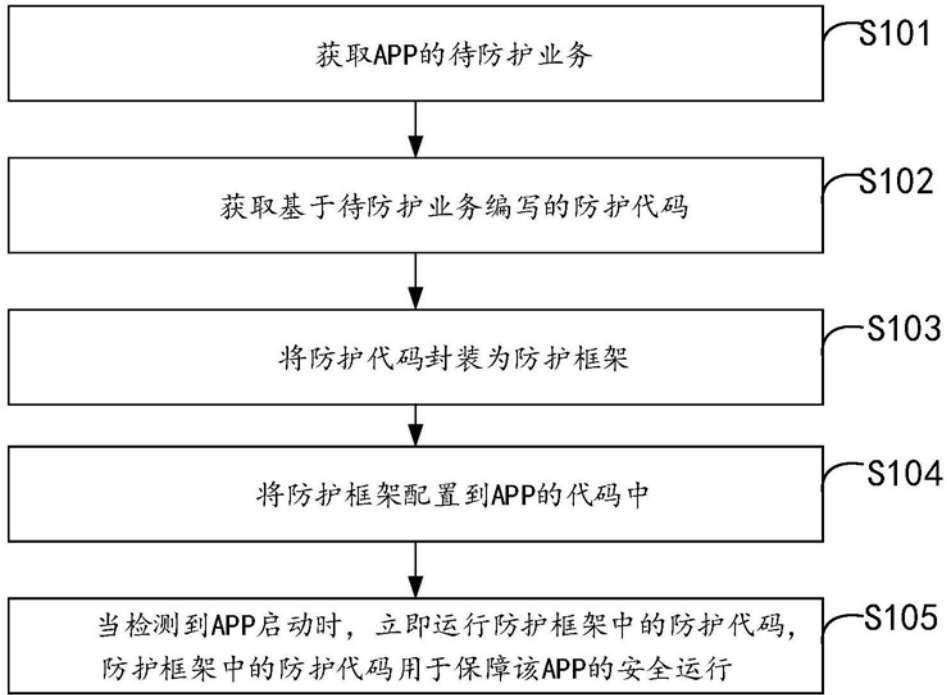 获取APP的待防护业务
S101
获取基于待防护业务编写的防护代码
S102
将防护代码封装为防护框架
S103
将防护框架配置到APP的代码中
S104
当检测到APP启动时，立即运行防护框架中的防护代码，
防护框架中的防护代码用于保障该APP的安全运行
S105